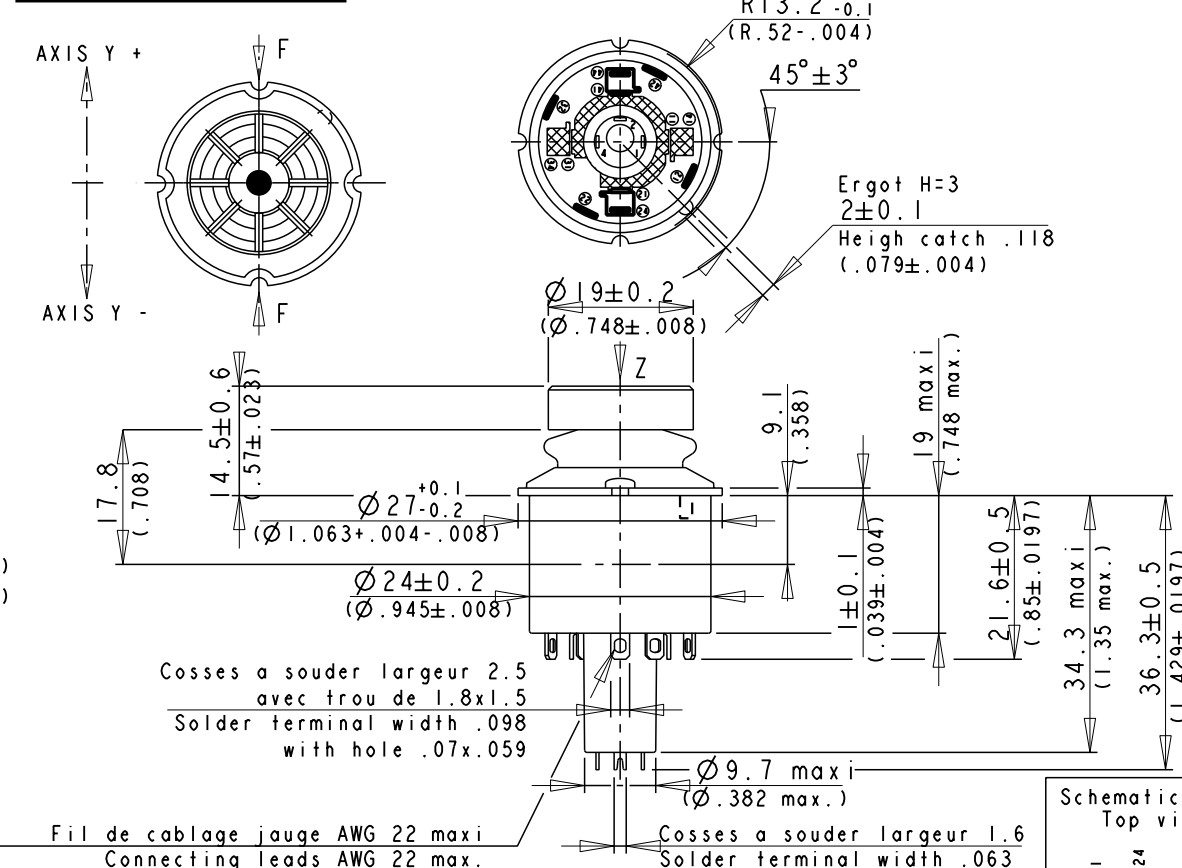 R13.2 -0.1
(R.52-.004)
AXIS Y +
F
45°±3°
Ergot H=3
2±0.1
Heigh catch .118
(.079±.004)
AXIS Y -
F
Ø19±0.2
(Ø.748±.008)
Z
14.5±0.6
(.57±.023)
17.8
(.708)
9.1
(.358)
19 maxi
(.748 max.)
Ø27 +0.1 -0.2
(Ø1.063+.004-.008)
Ø24±0.2
(Ø.945±.008)
1±0.1
(.039±.004)
21.6±0.5
(.85±.0197)
34.3 maxi
(1.35 max.)
36.3±0.5
(1.429±.0197)
)
)
Cosses a souder largeur 2.5
avec trou de 1.8x1.5
Solder terminal width .098
with hole .07x.059
Ø9.7 maxi
(Ø.382 max.)
Fil de cablage jauge AWG 22 maxi
Connecting leads AWG 22 max.
Cosses a souder largeur 1.6
Solder terminal width .063
Schematic
Top vi
24